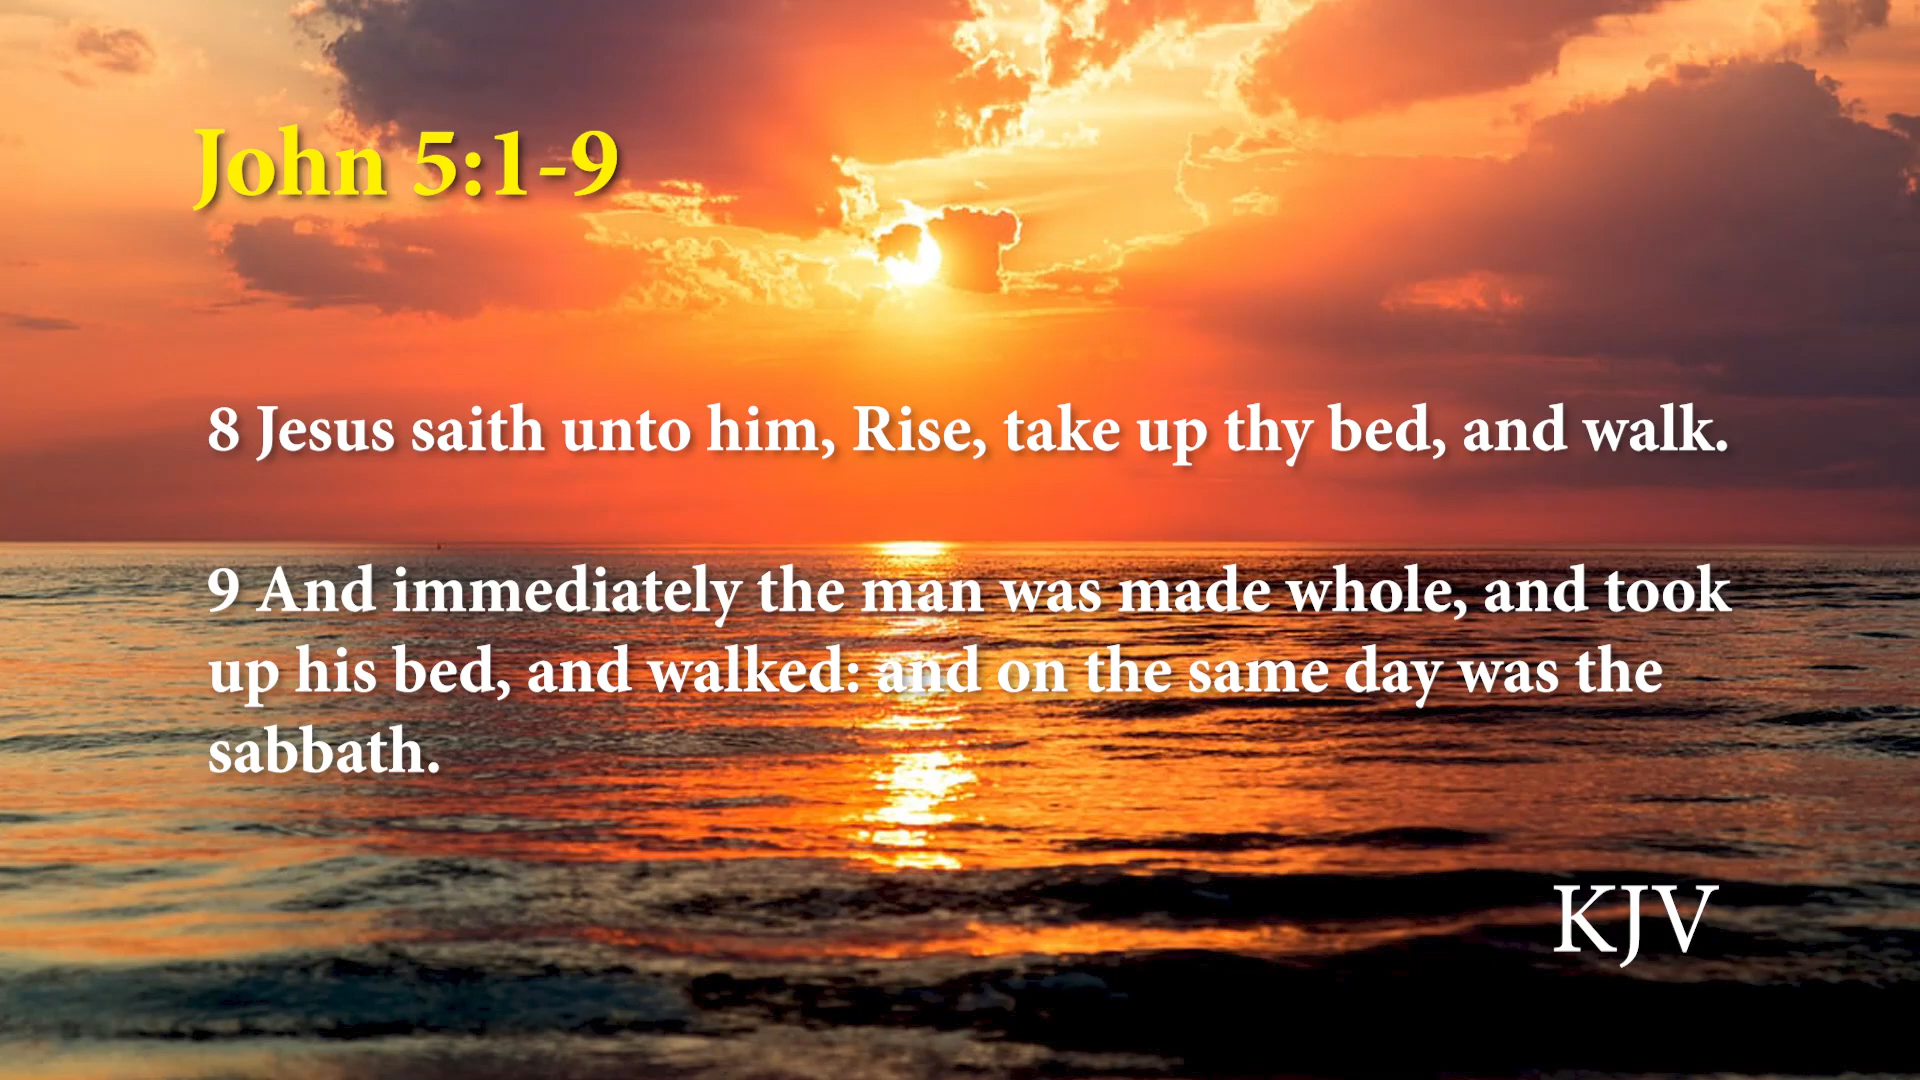 John 5:1-9
8 Jesus saith unto him, Rise, take up thy bed, and walk.
9 And immediately the man was made whole, and took
up his bed, and walked: and on the same day was the
sabbath.
KJV